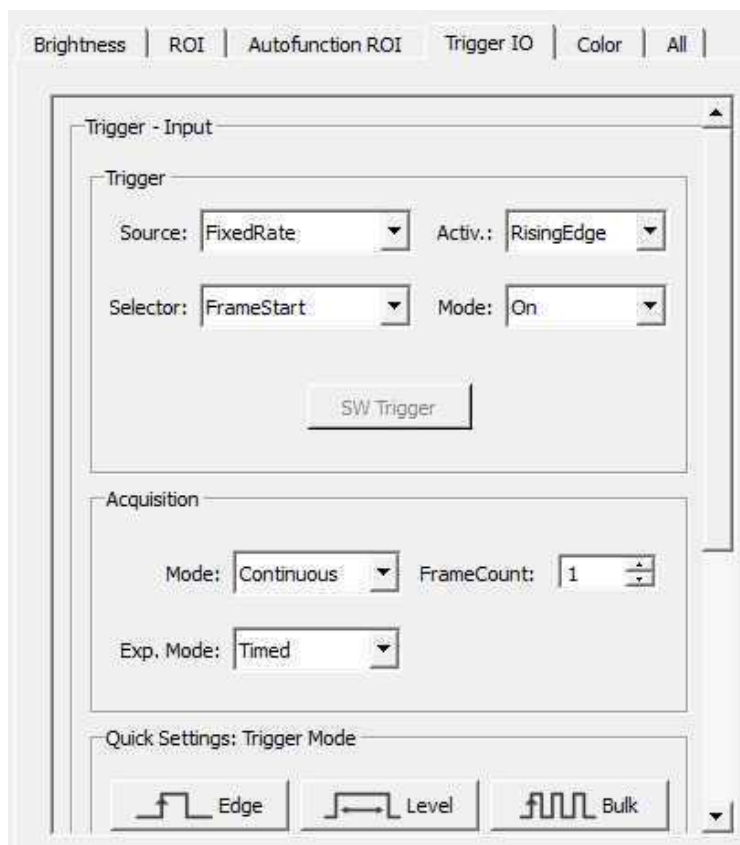 Brightness ROI Autofunction ROI Trigger IO Color All
Trigger - Input
Trigger
Source: FixedRate Activ.: RisingEdge
Selector: FrameStart Mode: On
SW Trigger
Acquisition
Mode: Continuous FrameCount: 1
Exp. Mode: Timed
Quick Settings: Trigger Mode
Edge Level Bulk